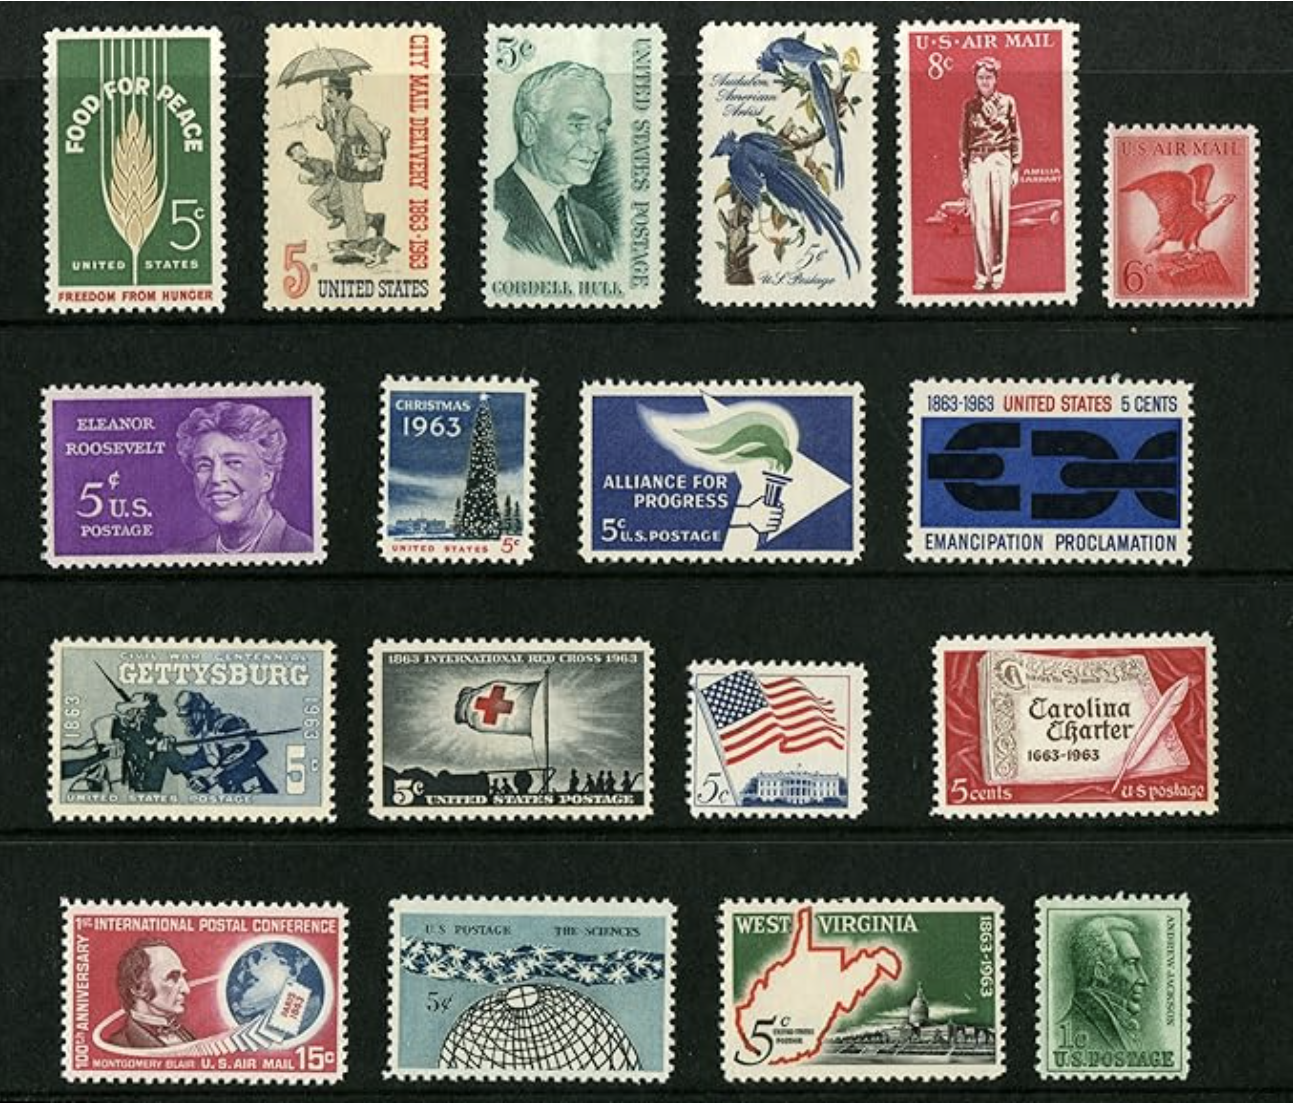 FOOD FOR PEACE
5c
UNITED STATES
FREEDOM FROM HUNGER
CITY MAIL DELIVERY 1863·1963
5c
UNITED STATES
5c
UNITED STATES POSTAGE
CORDELL HULL
Audubon,
American
Artist
5c
U.S. Postage
U·S·AIR MAIL
8c
AMELIA
EARHART
U.S AIR MAIL
6c
ELEANOR
ROOSEVELT
5¢
U.S.
POSTAGE
CHRISTMAS
1963
UNITED STATES 5c
ALLIANCE FOR
PROGRESS
5c U.S. POSTAGE
1863-1963 UNITED STATES 5 CENTS
EMANCIPATION PROCLAMATION
CIVIL WAR CENTENNIAL
GETTYSBURG
1863
1963
5c
UNITED STATES POSTAGE
1863 INTERNATIONAL RED CROSS 1963
5c UNITED STATES POSTAGE
5c
Carolina
Charter
1663-1963
5 cents
U S postage
1ST INTERNATIONAL POSTAL CONFERENCE
100TH ANNIVERSARY
PARIS
1863
MONTGOMERY BLAIR U.S. AIR MAIL 15c
U.S POSTAGE THE SCIENCES
5¢
WEST VIRGINIA
1863-1963
5c
UNITED STATES
POSTAGE
ANDREW JACKSON
1c
U.S. POSTAGE